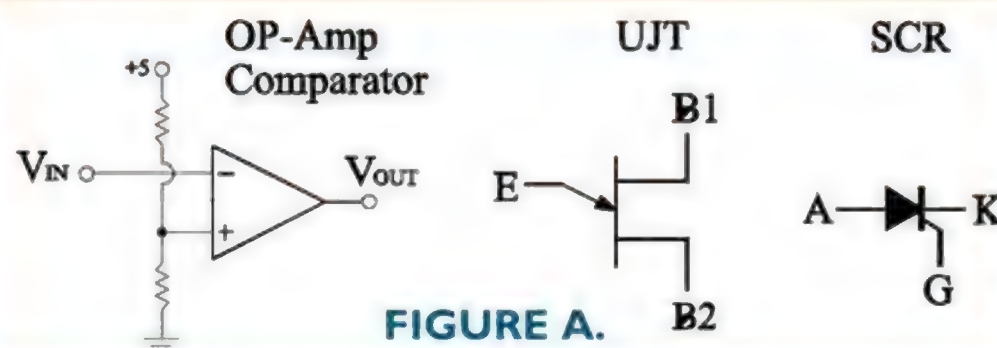 OP-Amp
Comparator
UJT
SCR
+5
VIN
VOUT
-
+
E
B1
B2
A
K
G
FIGURE A.